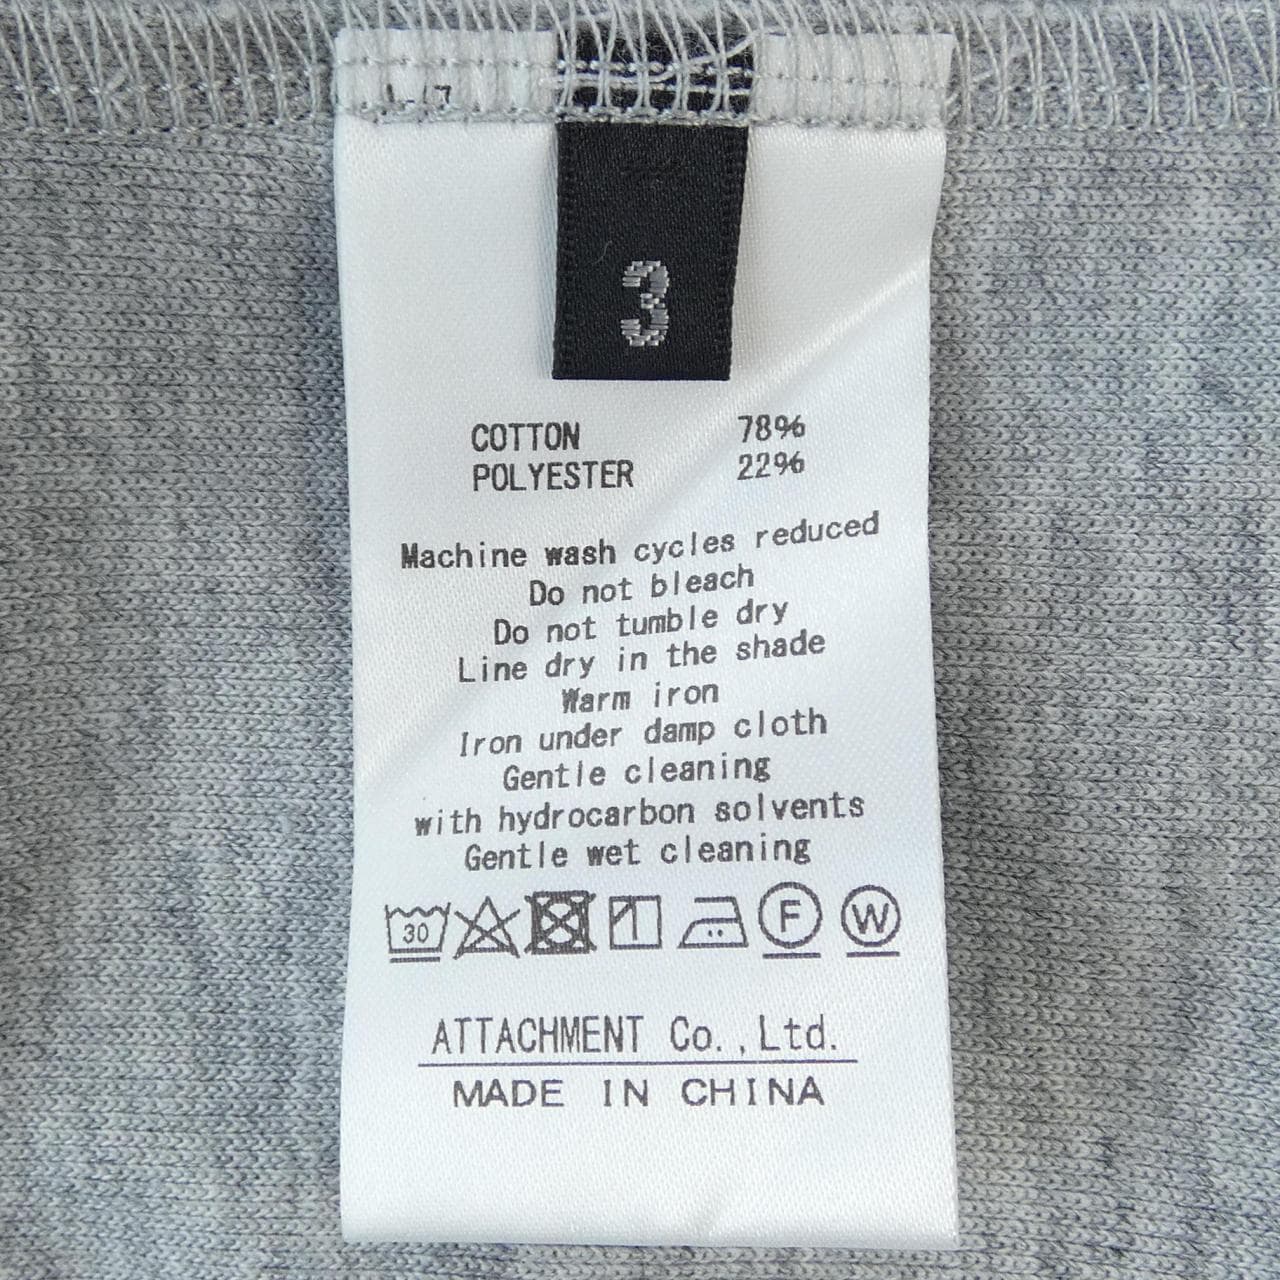 3
COTTON 78%
POLYESTER 22%
Machine wash cycles reduced
Do not bleach
Do not tumble dry
Line dry in the shade
Warm iron
Iron under damp cloth
Gentle cleaning
with hydrocarbon solvents
Gentle wet cleaning
30 F W
ATTACHMENT Co.,Ltd.
MADE IN CHINA